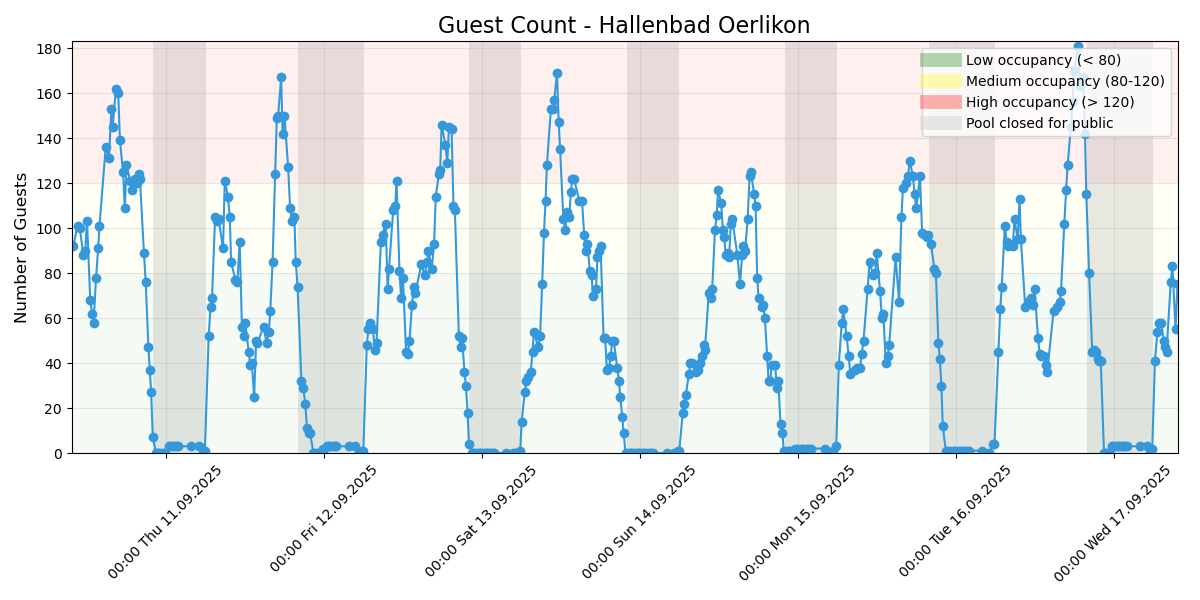 Guest Count - Hallenbad Oerlikon
Number of Guests
180
160
140
120
100
80
60
40
20
0
Low occupancy (< 80)
Medium occupancy (80-120)
High occupancy (> 120)
Pool closed for public
00:00 Thu 11.09.2025
00:00 Fri 12.09.2025
00:00 Sat 13.09.2025
00:00 Sun 14.09.2025
00:00 Mon 15.09.2025
00:00 Tue 16.09.2025
00:00 Wed 17.09.2025